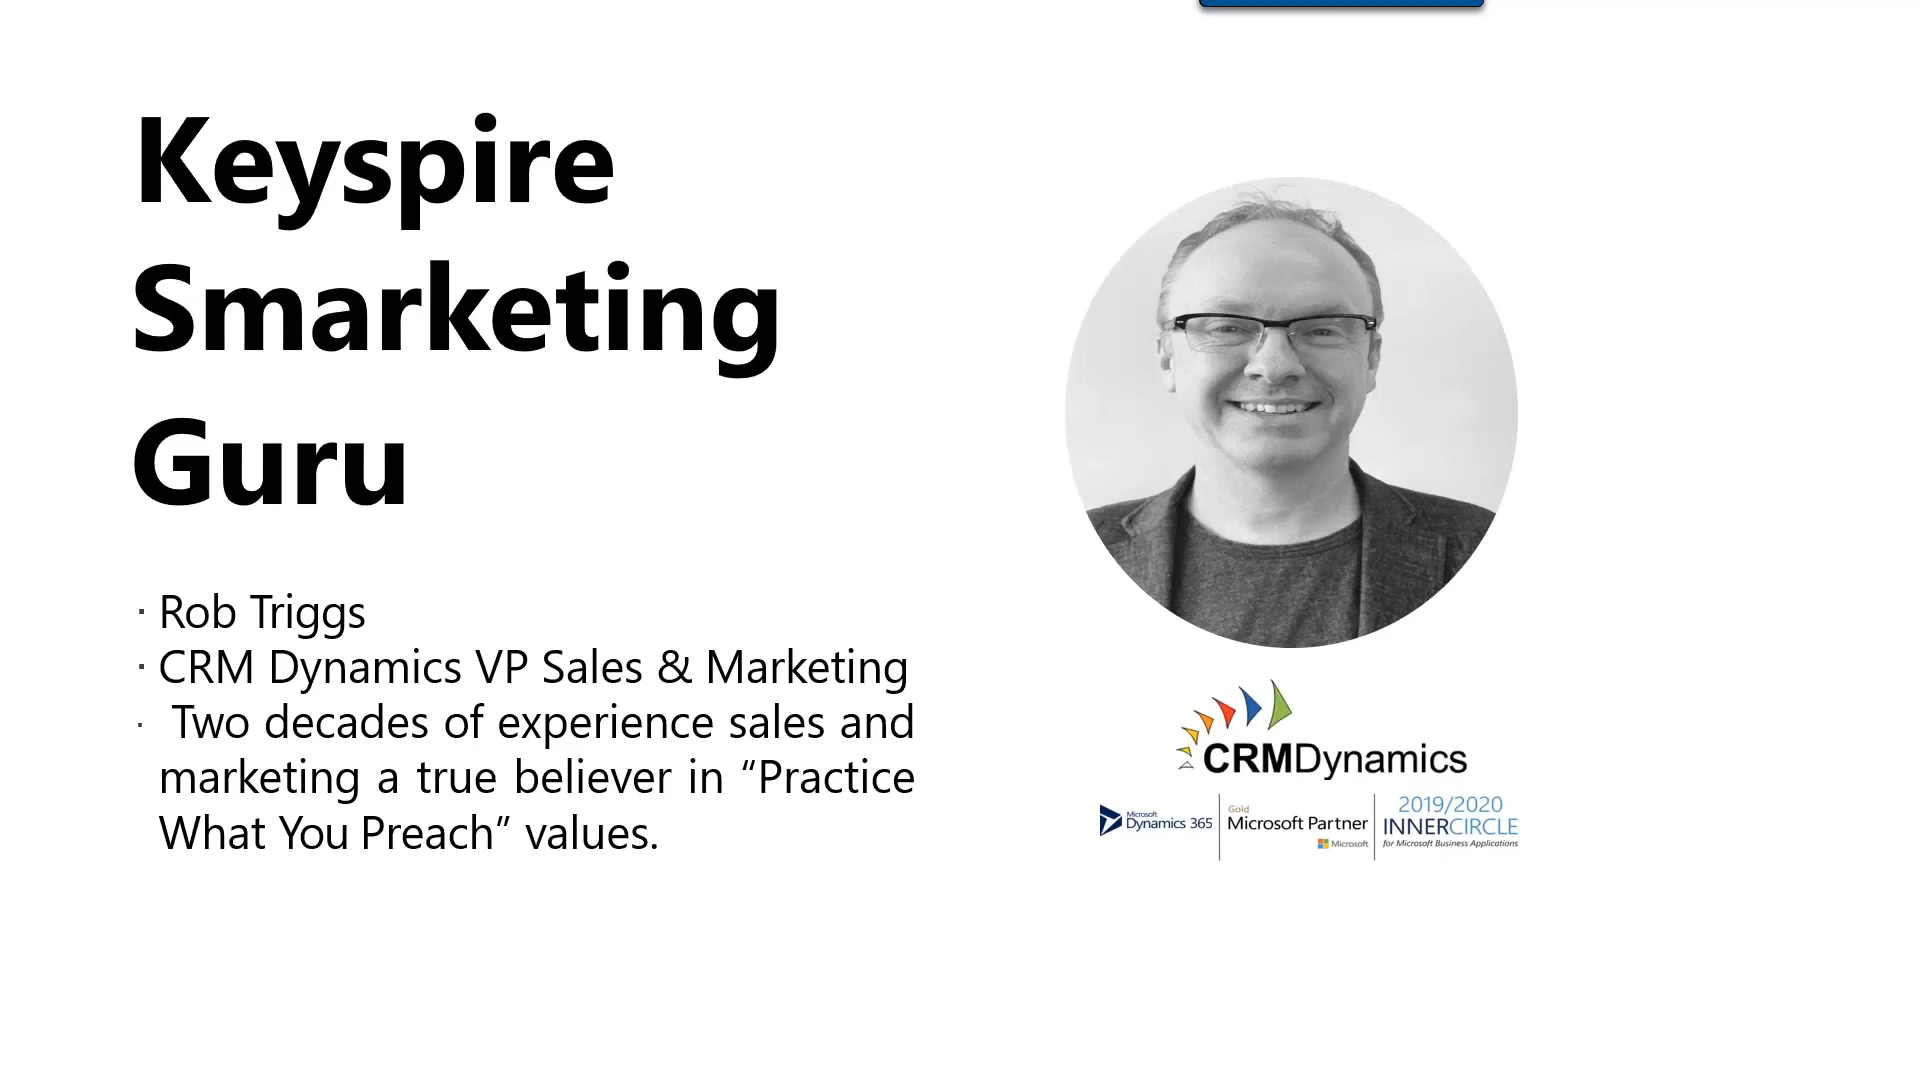 Keyspire
Smarketing
Guru
· Rob Triggs
· CRM Dynamics VP Sales & Marketing
· Two decades of experience sales and
marketing a true believer in “Practice
What You Preach” values.
CRMDynamics
Microsoft
Dynamics 365
Gold
Microsoft Partner
Microsoft
2019/2020
INNERCIRCLE
for Microsoft Business Applications